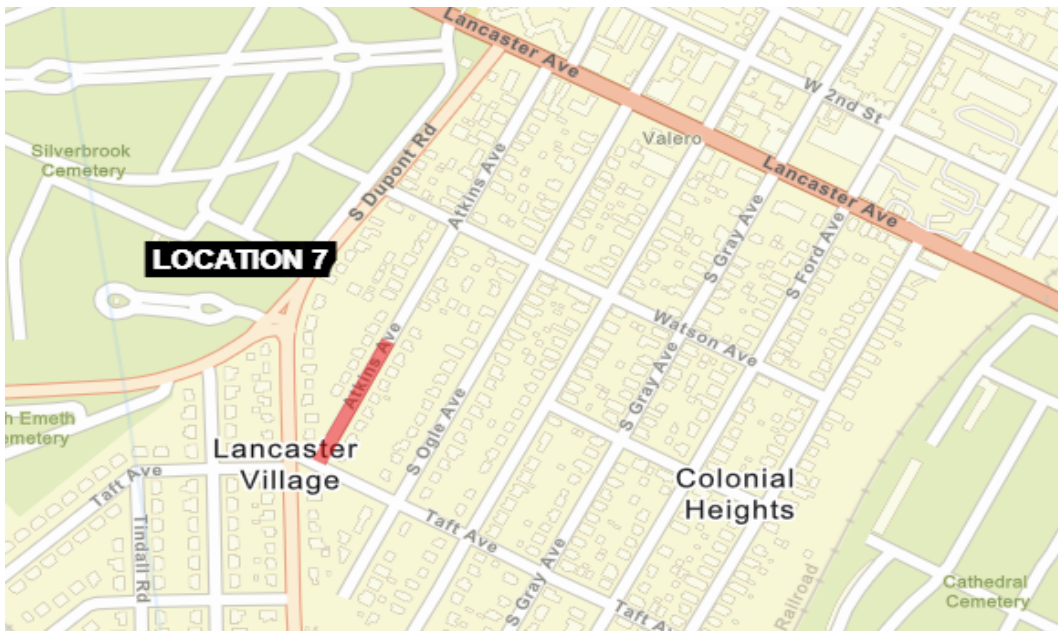 Lancaster Ave
W 2nd St
Valero
Silverbrook
Cemetery
S Dupont Rd
Atkins Ave
Lancaster Ave
LOCATION 7
S Gray Ave
S Ford Ave
Watson Ave
Atkins Ave
S Gray Ave
S Ogle Ave
h Emeth
emetery
Lancaster
Village
Taft Ave
Colonial
Heights
Taft Ave
Tindall Rd
S Gray Ave
Taft Ave
Railroad
Cathedral
Cemetery